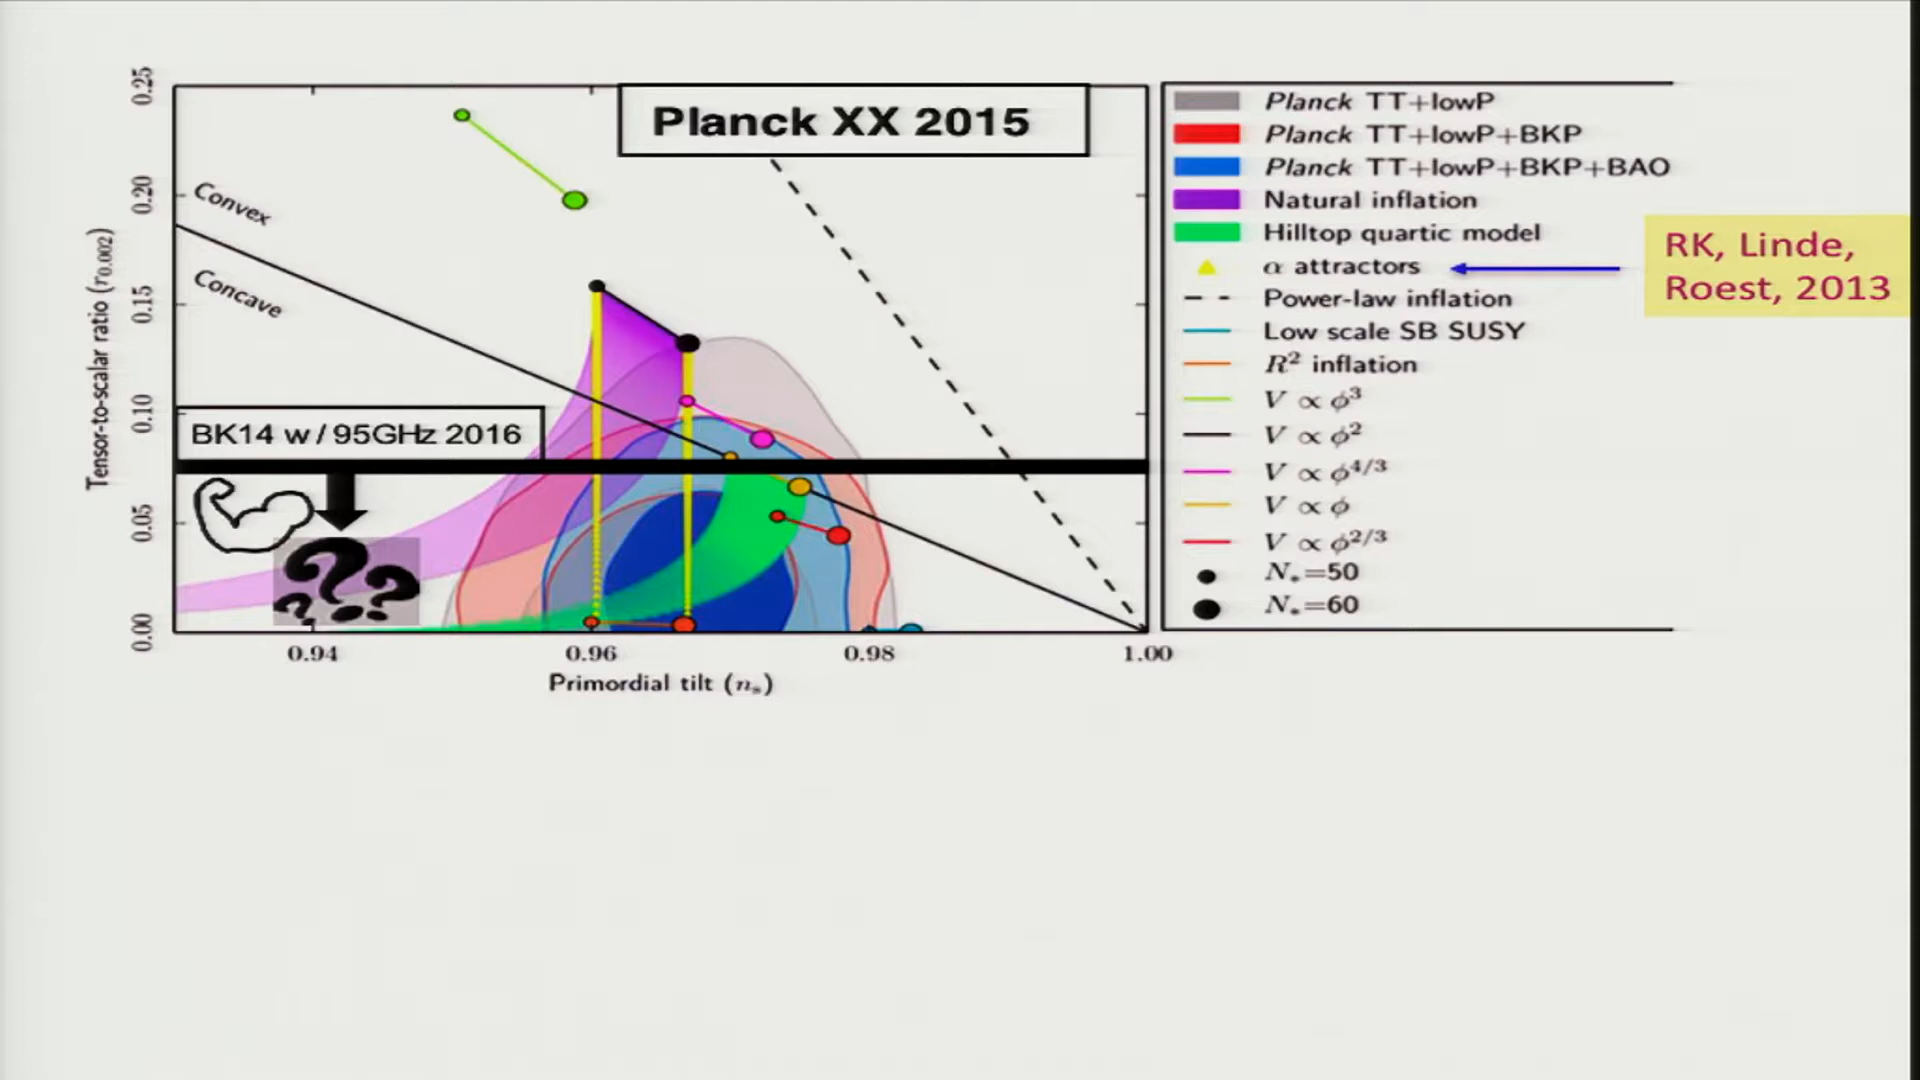 Planck XX 2015
0.25
0.20
0.15
0.10
0.05
0.00
Tensor-to-scalar ratio (r0.002)
Convex
Concave
BK14 w / 95GHz 2016
???
0.94
0.96
0.98
1.00
Primordial tilt (ns)
Planck TT+lowP
Planck TT+lowP+BKP
Planck TT+lowP+BKP+BAO
Natural inflation
Hilltop quartic model
α attractors
Power-law inflation
Low scale SB SUSY
R² inflation
V ∝ ϕ³
V ∝ ϕ²
V ∝ ϕ^4/3
V ∝ ϕ
V ∝ ϕ^2/3
N*=50
N*=60
RK, Linde,
Roest, 2013